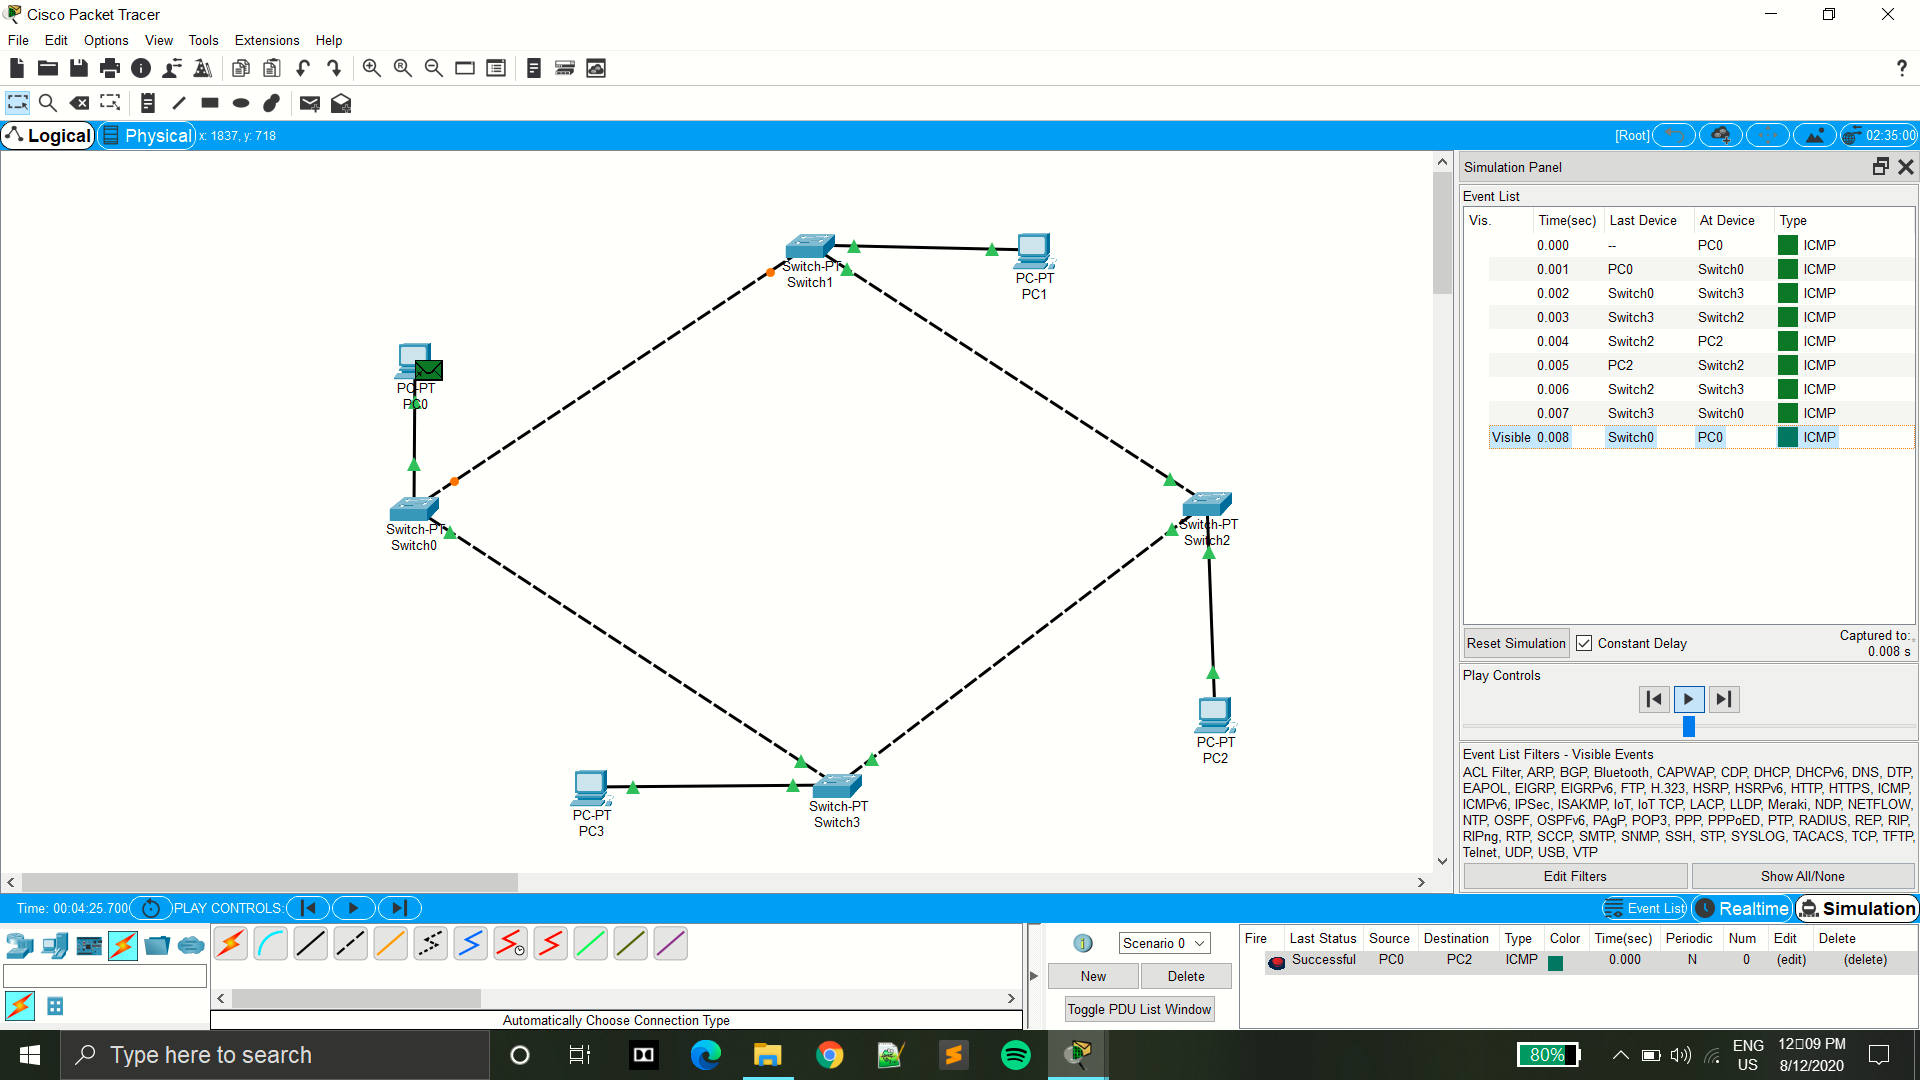 Cisco Packet Tracer
File Edit Options View Tools Extensions Help
Logical Physical x: 1837, y: 718 [Root] 02:35:00
Simulation Panel
Event List
Vis. Time(sec) Last Device At Device Type
0.000 -- PC0 ICMP
0.001 PC0 Switch0 ICMP
0.002 Switch0 Switch3 ICMP
0.003 Switch3 Switch2 ICMP
0.004 Switch2 PC2 ICMP
0.005 PC2 Switch2 ICMP
0.006 Switch2 Switch3 ICMP
0.007 Switch3 Switch0 ICMP
Visible 0.008 Switch0 PC0 ICMP
Reset Simulation Constant Delay Captured to:
0.008 s
Play Controls
Event List Filters - Visible Events
ACL Filter, ARP, BGP, Bluetooth, CAPWAP, CDP, DHCP, DHCPv6, DNS, DTP,
EAPOL, EIGRP, EIGRPv6, FTP, H.323, HSRP, HSRPv6, HTTP, HTTPS, ICMP,
ICMPv6, IPSec, ISAKMP, IoT, IoT TCP, LACP, LLDP, Meraki, NDP, NETFLOW,
NTP, OSPF, OSPFv6, PAgP, POP3, PPP, PPPoED, PTP, RADIUS, REP, RIP,
RIPng, RTP, SCCP, SMTP, SNMP, SSH, STP, SYSLOG, TACACS, TCP, TFTP,
Telnet, UDP, USB, VTP
Edit Filters Show All/None
Switch-PT
Switch1
PC-PT
PC1
PC-PT
PC0
Switch-PT
Switch0
Switch-PT
Switch2
PC-PT
PC2
PC-PT
PC3
Switch-PT
Switch3
Time: 00:04:25.700 PLAY CONTROLS: Event List Realtime Simulation
Automatically Choose Connection Type
Scenario 0
New Delete
Toggle PDU List Window
Fire Last Status Source Destination Type Color Time(sec) Periodic Num Edit Delete
Successful PC0 PC2 ICMP 0.000 N 0 (edit) (delete)
Type here to search
80%
ENG
US
12▯09 PM
8/12/2020